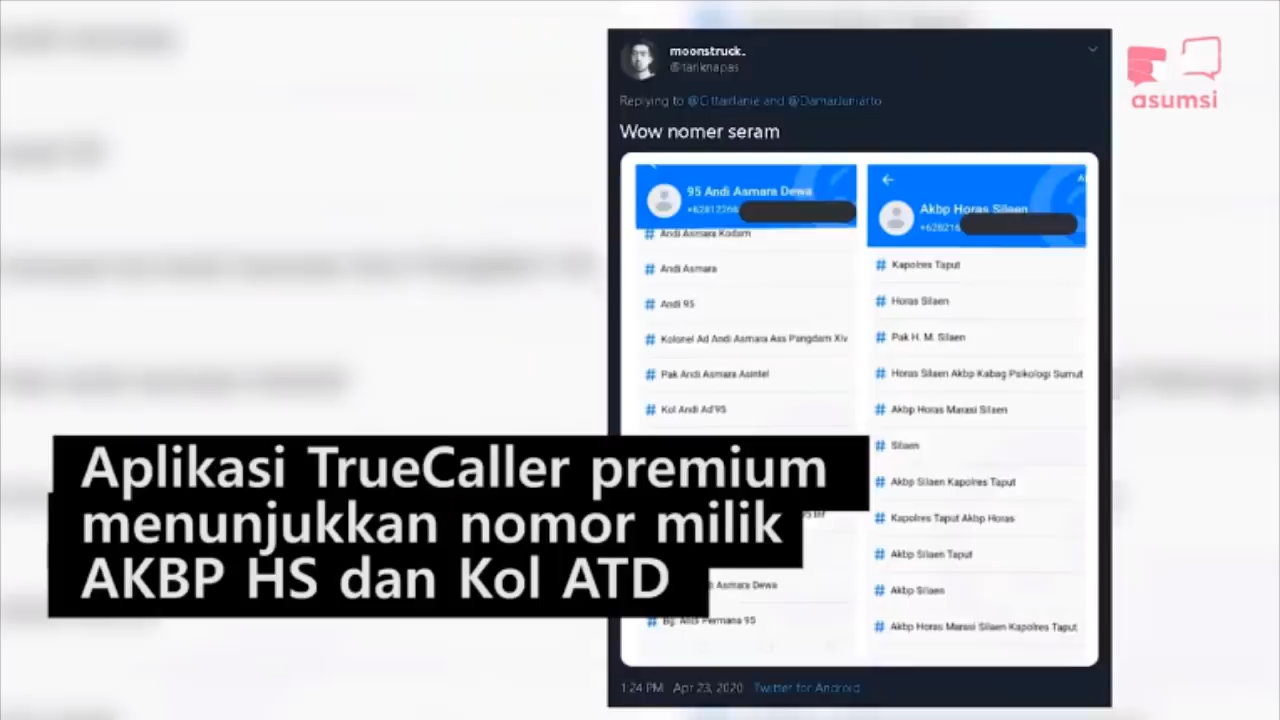 moonstruck_
@tariknapas
asumsi
Replying to and
Wow nomer seram
95 Andi Asmara Dewa
+62812266
Andi Asmara Kodam
# Andi Asmara
# Andi 95
# Kolonel Ad Andi Asmara Ass Pangdam Xiv
# Pak Andi Asmara Asintel
# Kol Andi Ad'95
Asmara Dewa
Permana 95
Akbp Horas Silaen
+628216
# Kapolres Taput
# Horas Silaen
# Pak H. M. Silaen
# Horas Silaen Akbp Kabag Psikologi Sumut
# Akbp Horas Marasi Silaen
# Silaen
# Akbp Silaen Kapolres Taput
# Kapolres Taput Akbp Horas
# Akbp Silaen Taput
# Akbp Silaen
# Akbp Horas Marasi Silaen Kapolres Taput
Aplikasi TrueCaller premium
menunjukkan nomor milik
AKBP HS dan Kol ATD
1:24 PM Apr 23, 2020 Twitter for Android